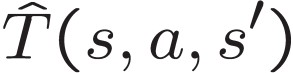 T̂(s, a, s′)